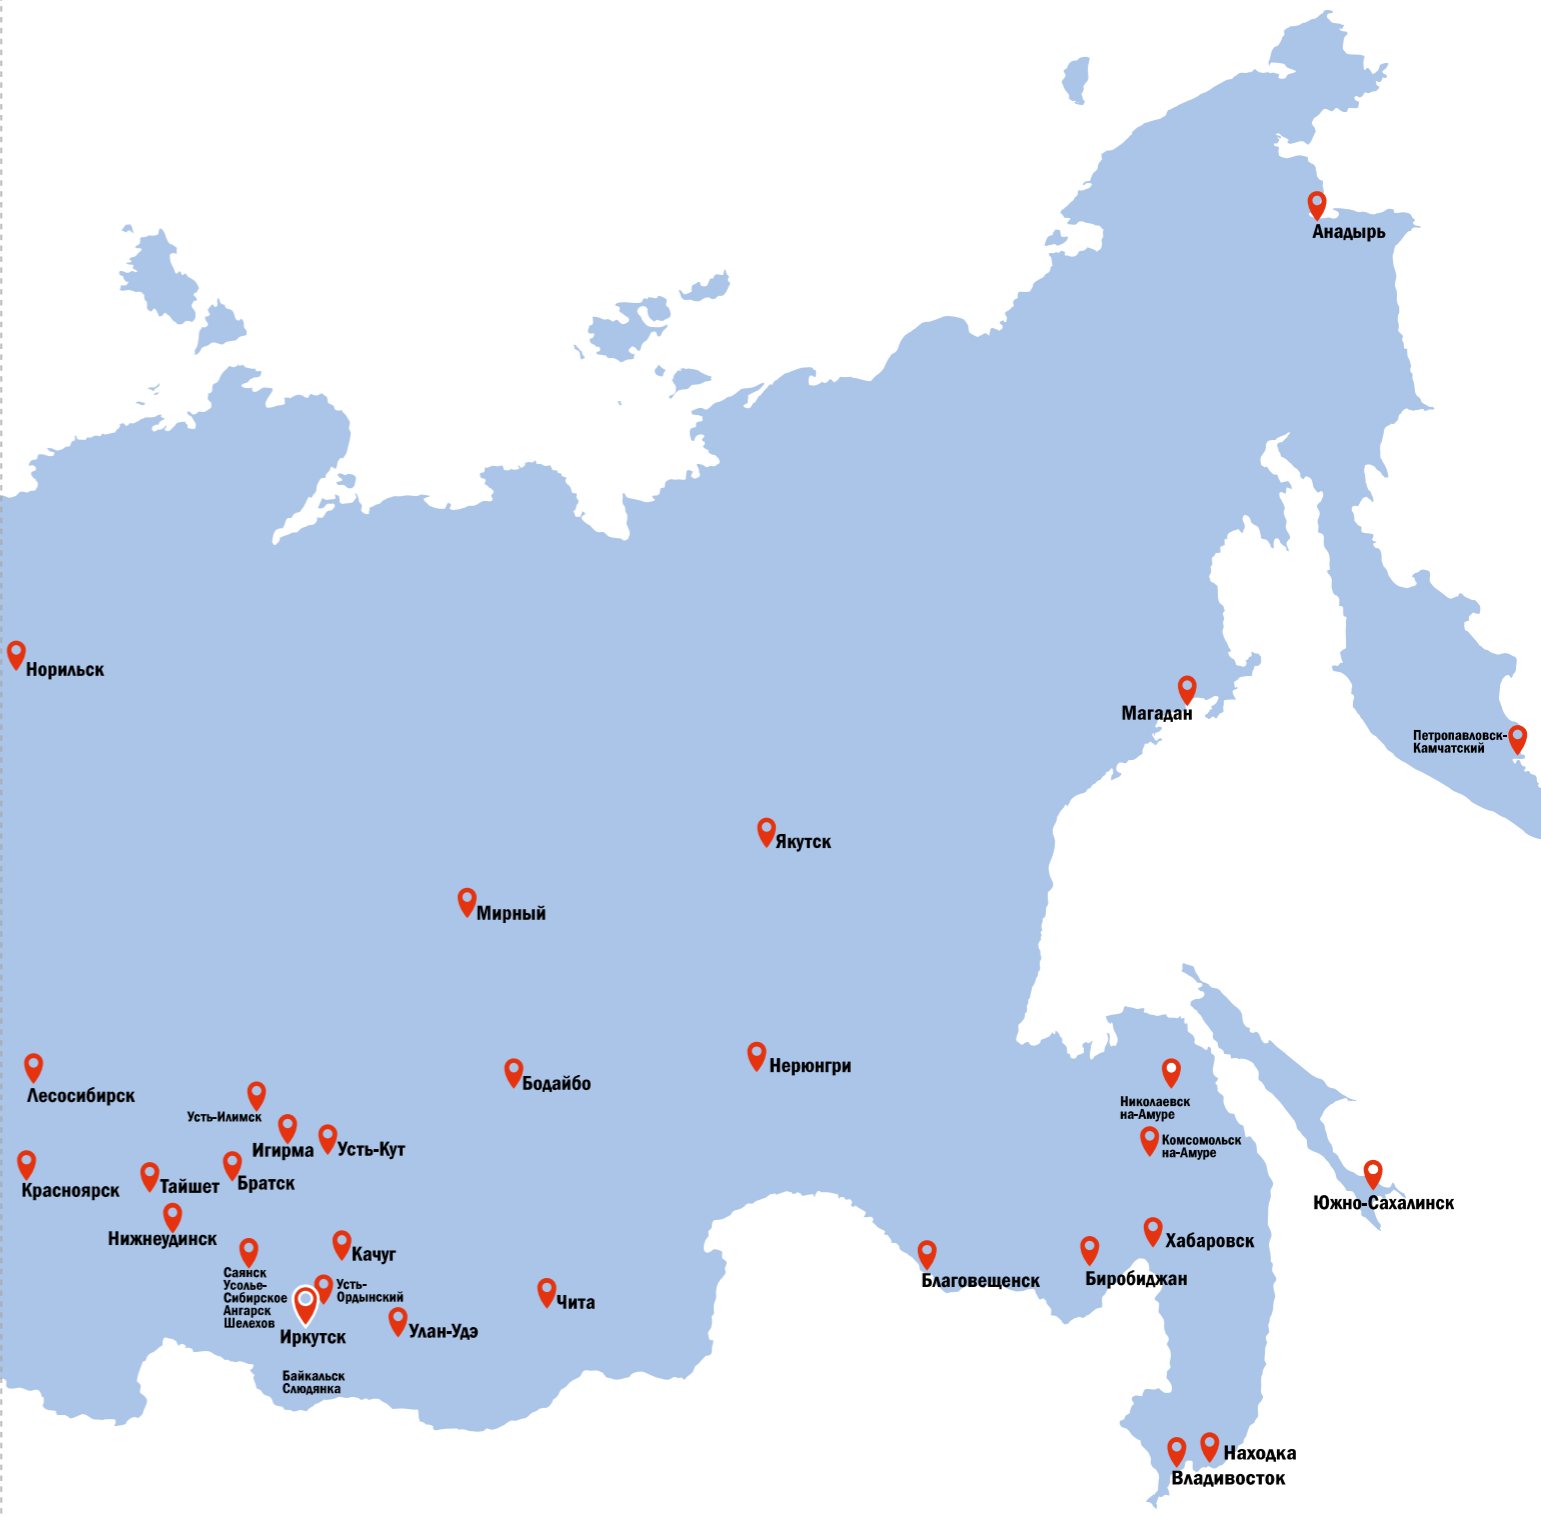 Анадырь
Норильск
Магадан
Петропавловск-
Камчатский
Якутск
Мирный
Нерюнгри
Бодайбо
Лесосибирск
Усть-Илимск
Николаевск
на-Амуре
Игирма
Усть-Кут
Комсомольск
на-Амуре
Красноярск
Тайшет
Братск
Южно-Сахалинск
Нижнеудинск
Хабаровск
Качуг
Саянск
Усолье-
Сибирское
Ангарск
Шелехов
Усть-
Ордынский
Благовещенск
Биробиджан
Чита
Иркутск
Улан-Удэ
Байкальск
Слюдянка
Находка
Владивосток